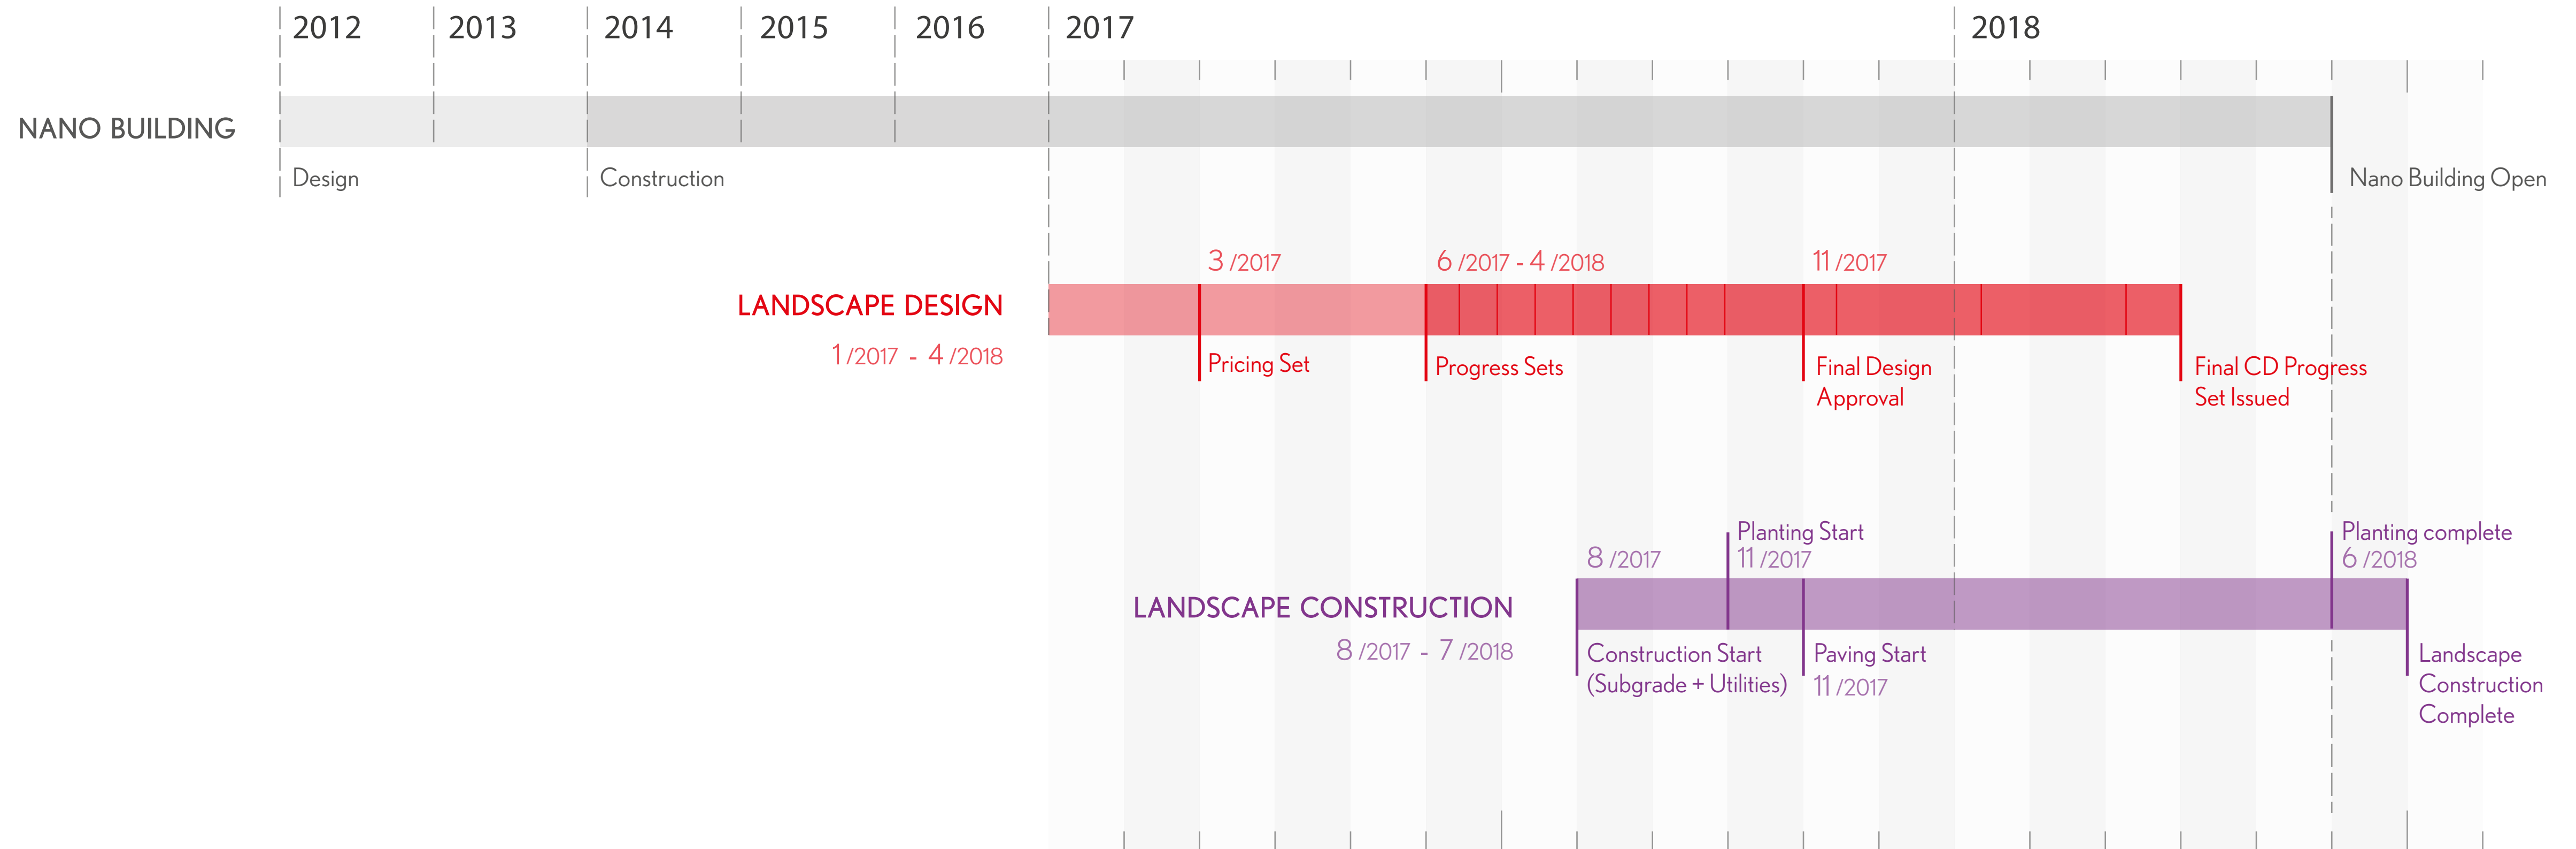 2012
2013
2014
2015
2016
2017
2018
NANO BUILDING
Design
Construction
Nano Building Open
3 /2017
6 /2017 - 4 /2018
11 /2017
LANDSCAPE DESIGN
1 /2017 - 4 /2018
Pricing Set
Progress Sets
Final Design
Approval
Final CD Progress
Set Issued
Planting Start
11 /2017
8 /2017
Planting complete
6 /2018
LANDSCAPE CONSTRUCTION
8 /2017 - 7 /2018
Construction Start
(Subgrade + Utilities)
Paving Start
11 /2017
Landscape
Construction
Complete